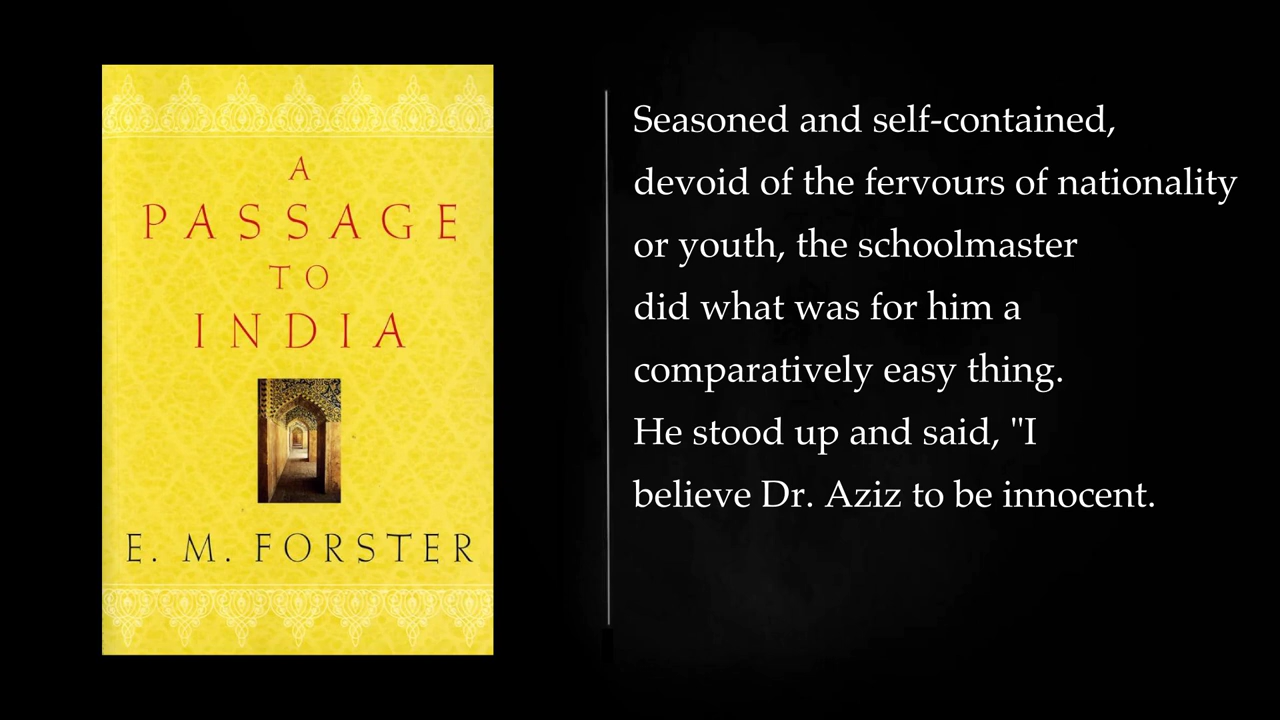 A
PASSAGE
TO
INDIA
E. M. FORSTER
Seasoned and self-contained,
devoid of the fervours of nationality
or youth, the schoolmaster
did what was for him a
comparatively easy thing.
He stood up and said, "I
believe Dr. Aziz to be innocent.